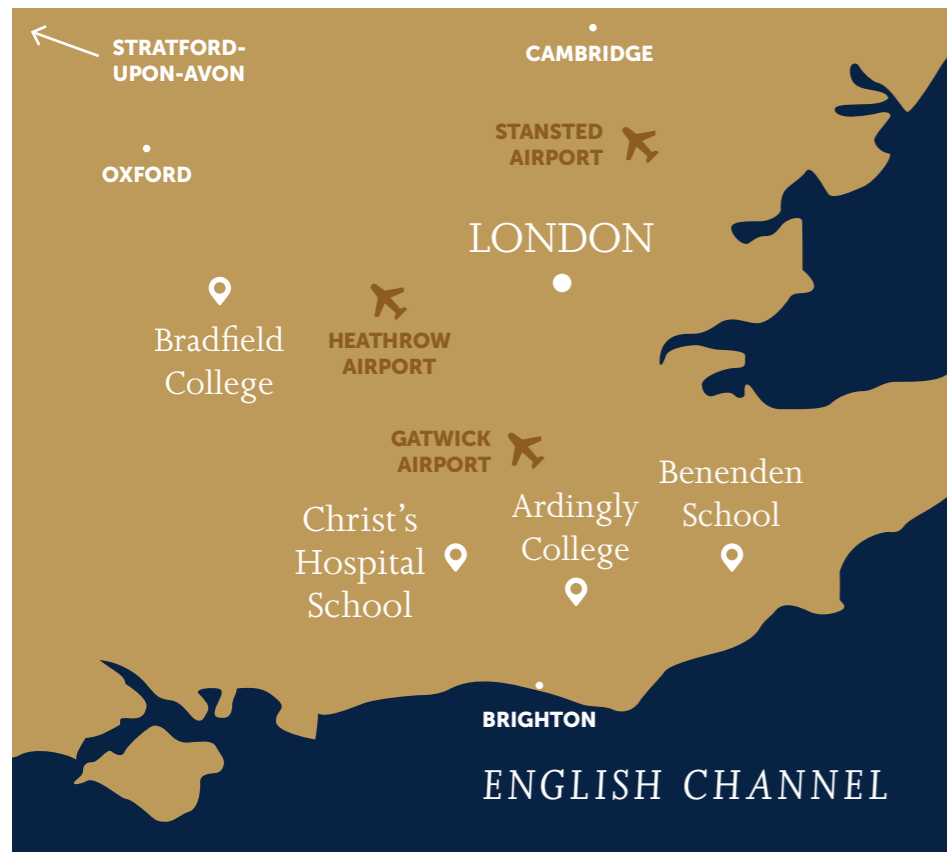 STRATFORD-
UPON-AVON
CAMBRIDGE
STANSTED
AIRPORT
OXFORD
LONDON
Bradfield
College
HEATHROW
AIRPORT
GATWICK
AIRPORT
Benenden
School
Ardingly
College
Christ’s
Hospital
School
BRIGHTON
ENGLISH CHANNEL